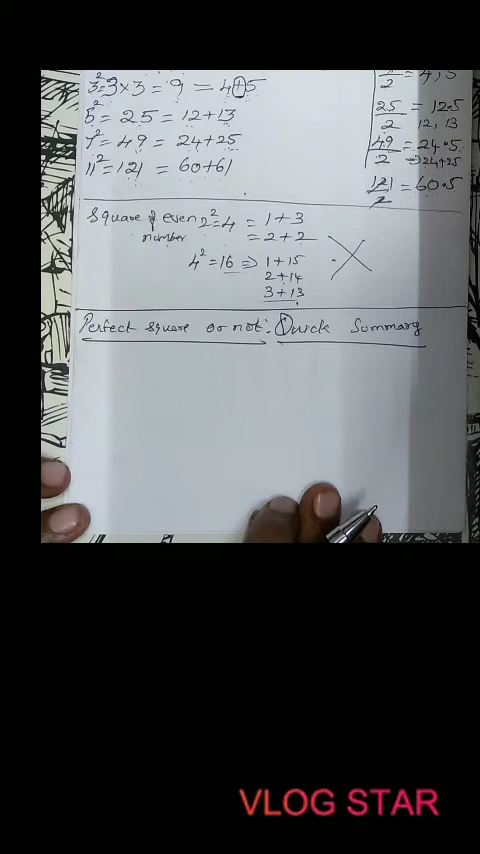 3² = 3 × 3 = 9 = 4 + 5
5² = 25 = 12 + 13
7² = 49 = 24 + 25
11² = 121 = 60 + 61
2 = 4,5
25/2 = 12.5
12, 13
49/2 = 24.5
⇒ 24+25
121/2 = 60.5
Square of even number 2² = 4 = 1 + 3
= 2 + 2
4² = 16 ⇒ 1 + 15
2 + 14
3 + 13
Perfect square or not: Quick Summary
VLOG STAR